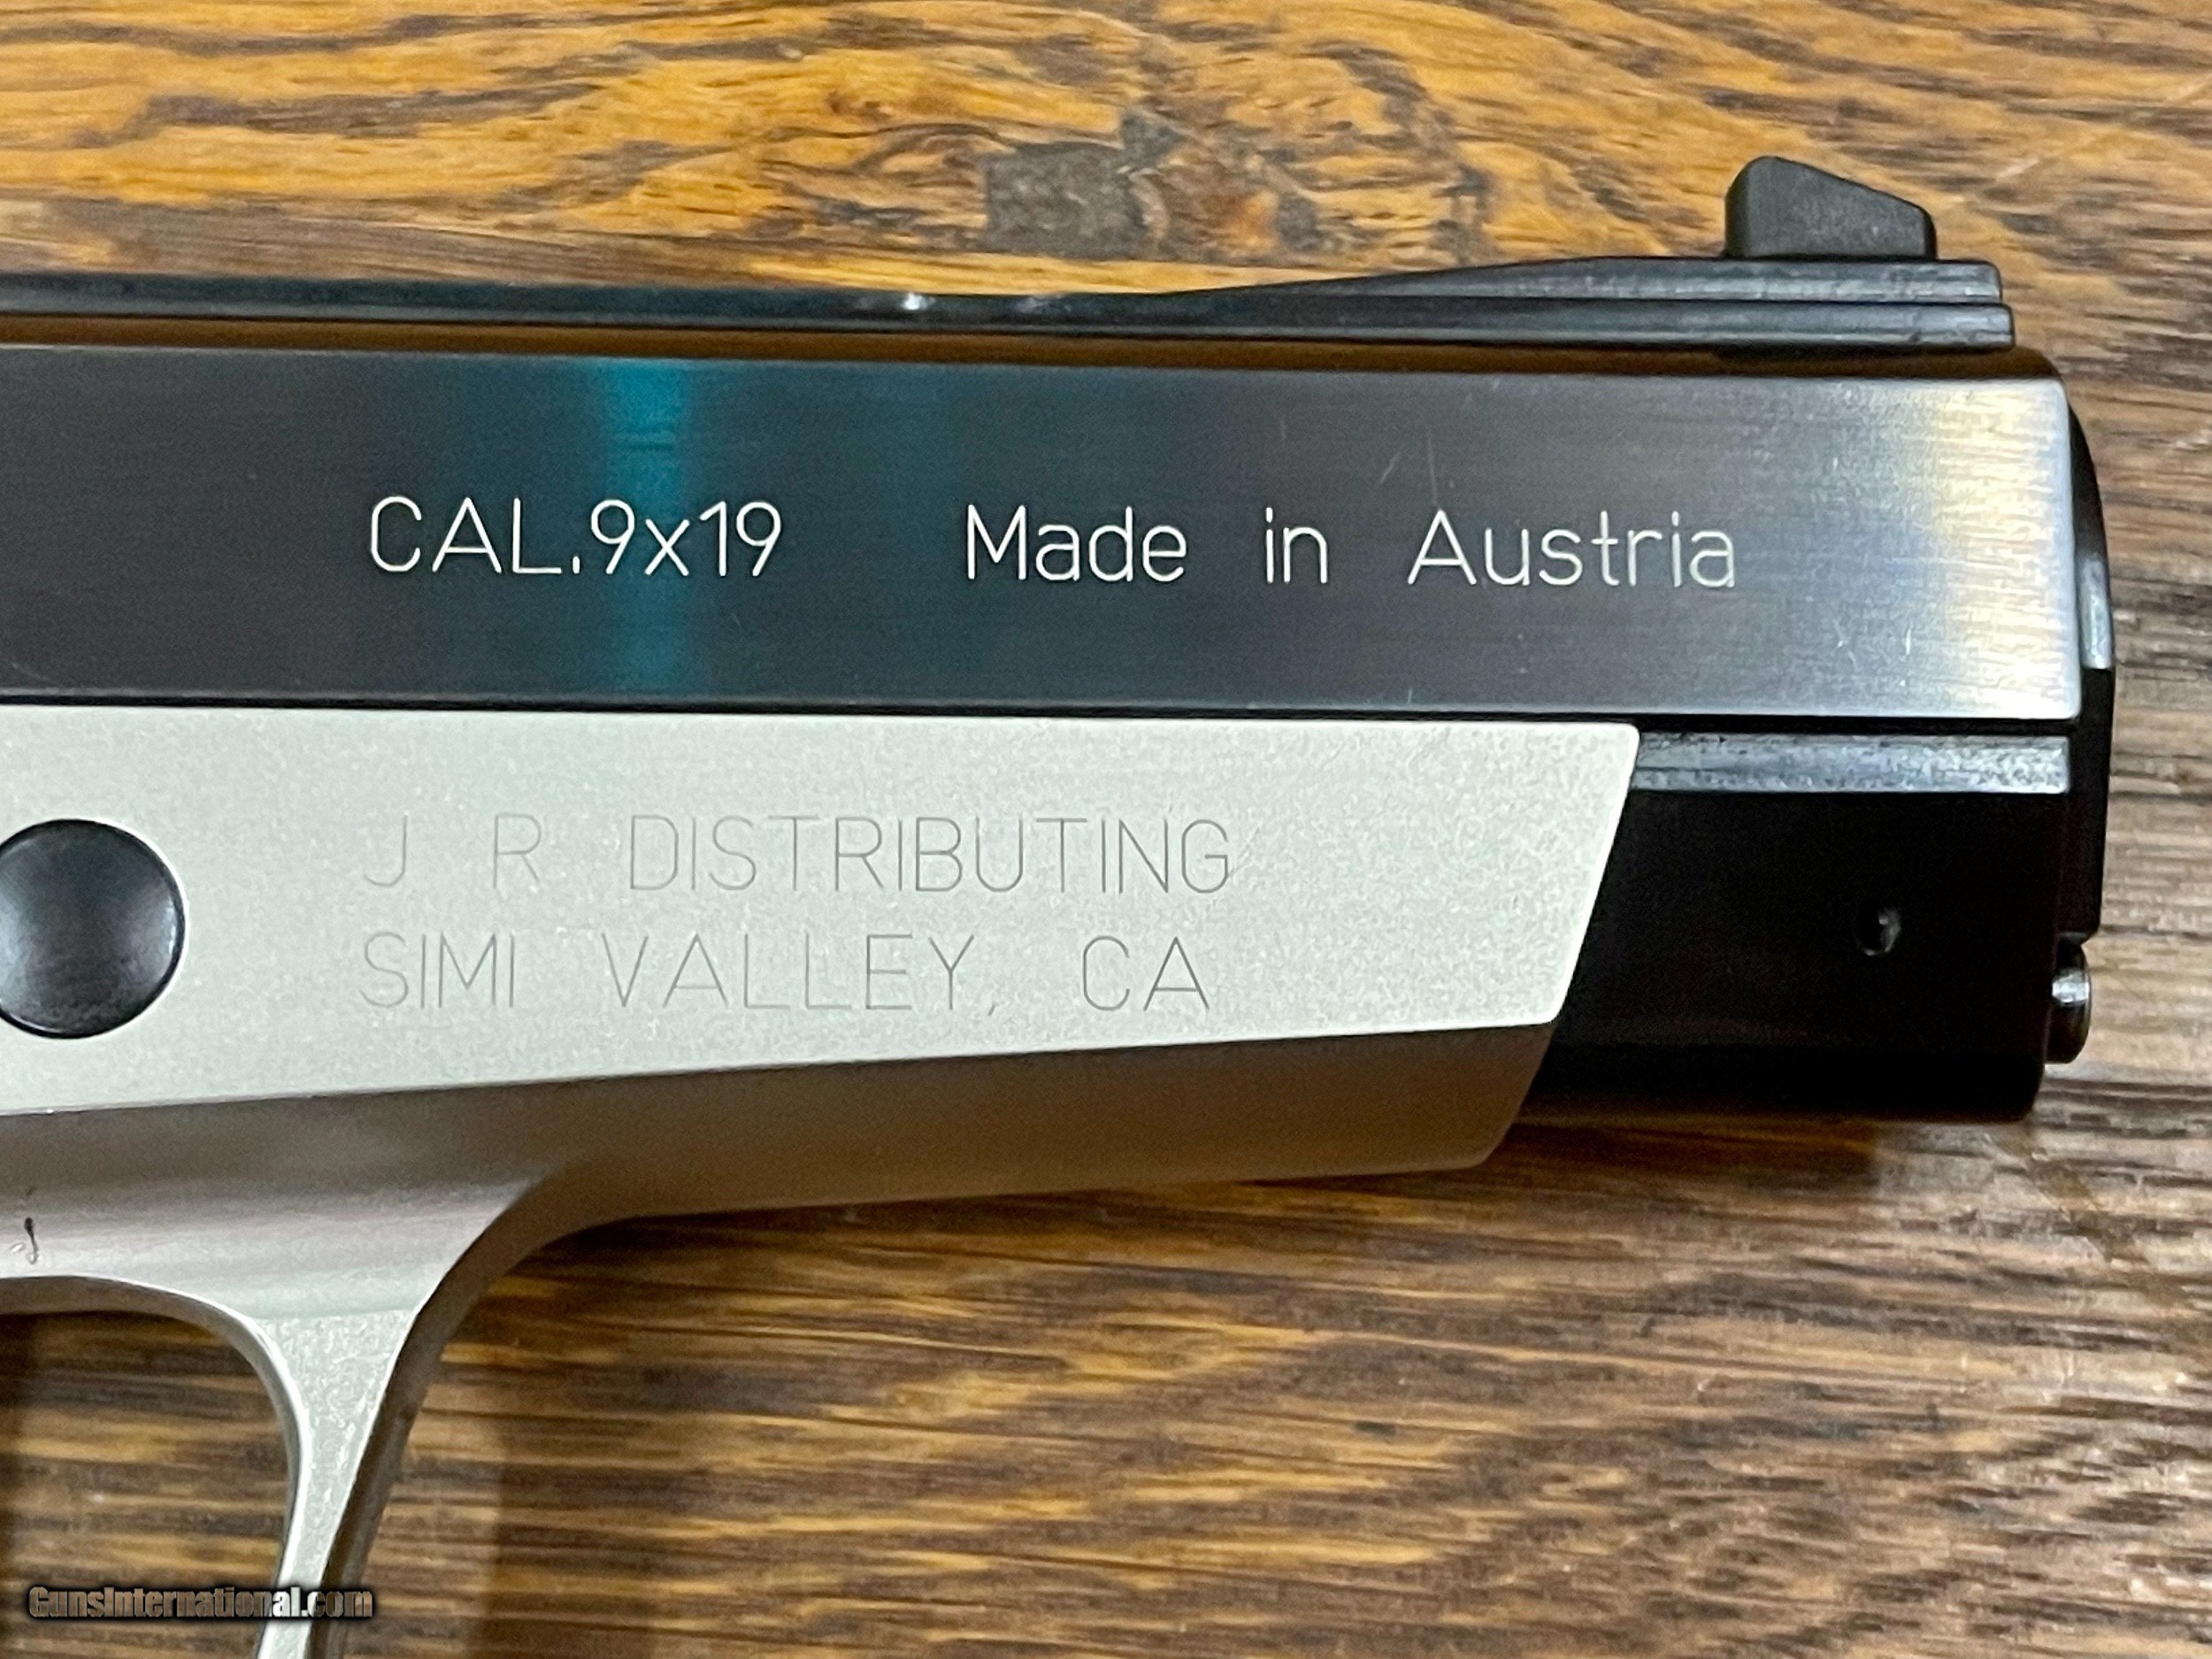 CAL.9x19 Made in Austria
J R DISTRIBUTING
SIMI VALLEY, CA
GunsInternational.com